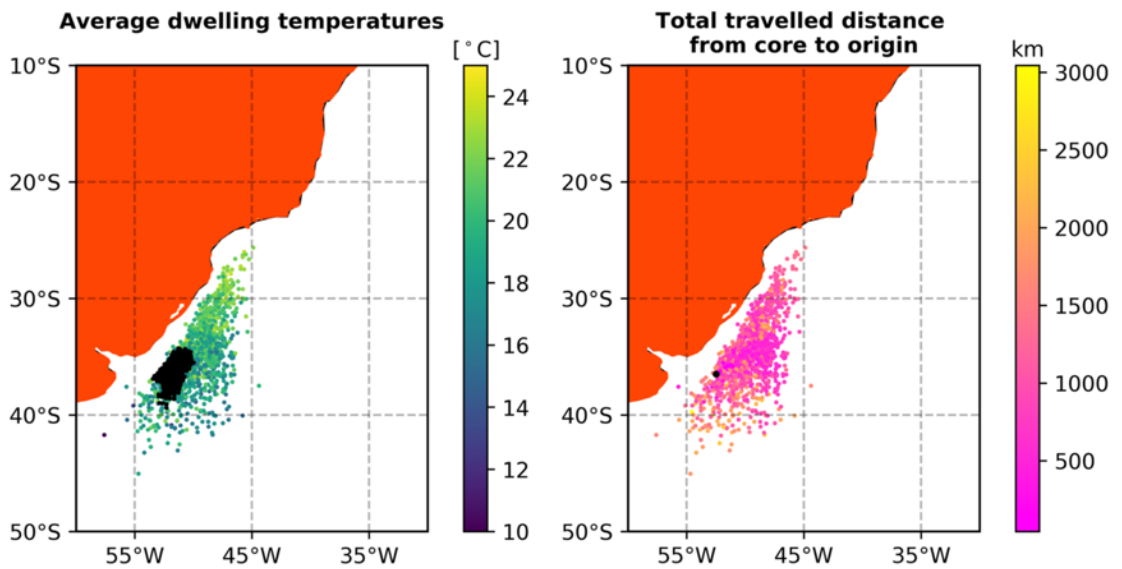 Average dwelling temperatures
[°C]
10°S
20°S
30°S
40°S
50°S
55°W
45°W
35°W
24
22
20
18
16
14
12
10
Total travelled distance
from core to origin
km
10°S
20°S
30°S
40°S
50°S
55°W
45°W
35°W
3000
2500
2000
1500
1000
500